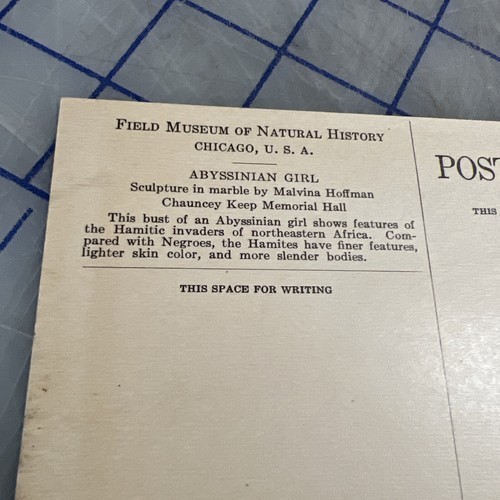 FIELD MUSEUM OF NATURAL HISTORY
CHICAGO, U. S. A.
ABYSSINIAN GIRL
Sculpture in marble by Malvina Hoffman
Chauncey Keep Memorial Hall
This bust of an Abyssinian girl shows features of
the Hamitic invaders of northeastern Africa. Com-
pared with Negroes, the Hamites have finer features,
lighter skin color, and more slender bodies.
THIS SPACE FOR WRITING
POST
THIS